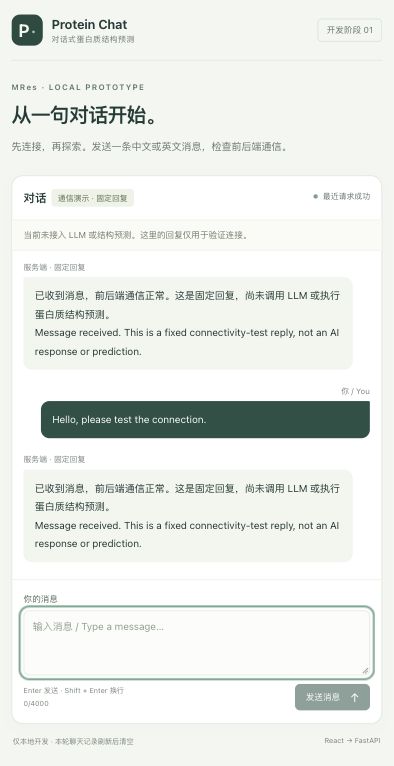 P·
Protein Chat
对话式蛋白质结构预测
开发阶段 01
MRes · LOCAL PROTOTYPE
从一句对话开始。
先连接，再探索。发送一条中文或英文消息，检查前后端通信。
对话
通信演示 · 固定回复
最近请求成功
当前未接入 LLM 或结构预测。这里的回复仅用于验证连接。
服务端 · 固定回复
已收到消息，前后端通信正常。这是固定回复，尚未调用 LLM 或执行
蛋白质结构预测。
Message received. This is a fixed connectivity-test reply, not an AI
response or prediction.
你 / You
Hello, please test the connection.
服务端 · 固定回复
已收到消息，前后端通信正常。这是固定回复，尚未调用 LLM 或执行
蛋白质结构预测。
Message received. This is a fixed connectivity-test reply, not an AI
response or prediction.
你的消息
输入消息 / Type a message...
Enter 发送 · Shift + Enter 换行
0/4000
发送消息 ↑
仅本地开发 · 本轮聊天记录刷新后清空
React → FastAPI